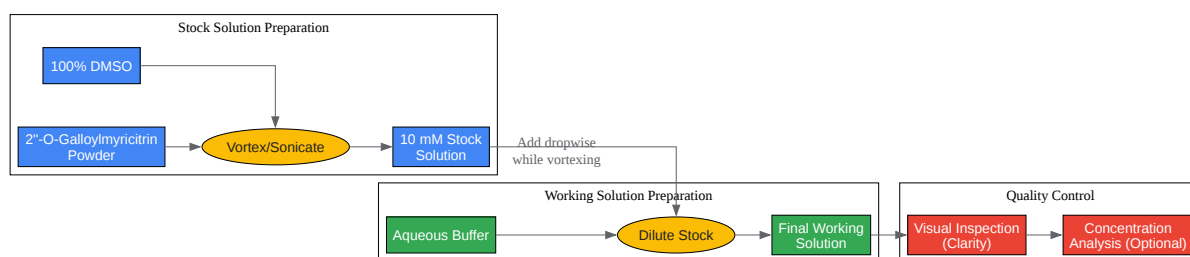 Stock Solution Preparation
100% DMSO
2"-O-Galloylmyricitrin
Powder
Vortex/Sonicate
10 mM Stock
Solution
Add dropwise
while vortexing
Working Solution Preparation
Aqueous Buffer
Dilute Stock
Final Working
Solution
Quality Control
Visual Inspection
(Clarity)
Concentration
Analysis (Optional)